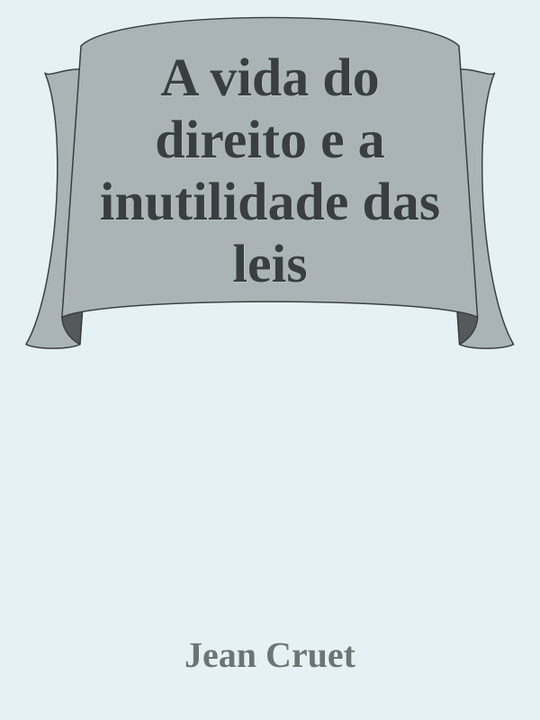 A vida do
direito e a
inutilidade das
leis
Jean Cruet